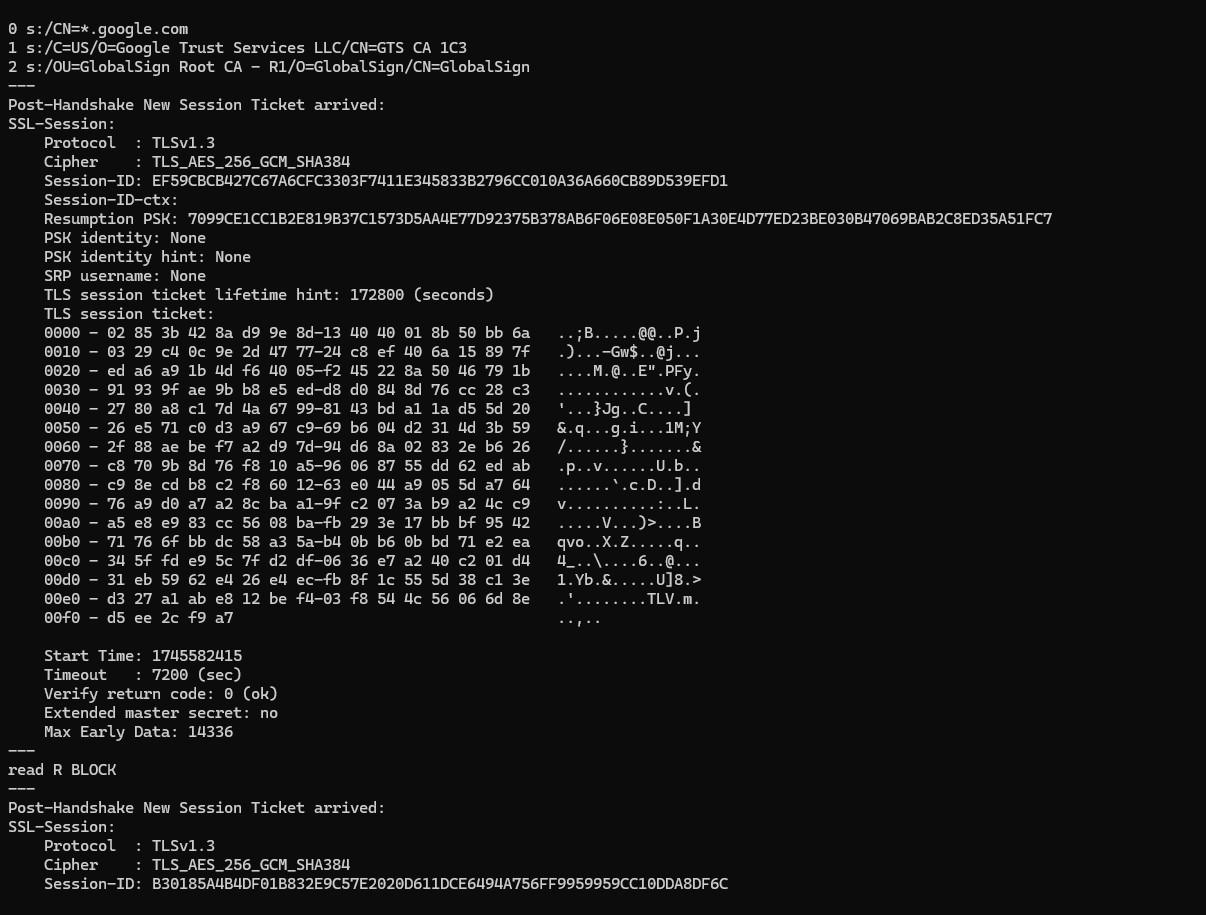 0 s:/CN=*.google.com
1 s:/C=US/O=Google Trust Services LLC/CN=GTS CA 1C3
2 s:/OU=GlobalSign Root CA - R1/O=GlobalSign/CN=GlobalSign
---
Post-Handshake New Session Ticket arrived:
SSL-Session:
    Protocol  : TLSv1.3
    Cipher    : TLS_AES_256_GCM_SHA384
    Session-ID: EF59CBCB427C67A6CFC3303F7411E345833B2796CC010A36A660CB89D539EFD1
    Session-ID-ctx:
    Resumption PSK: 7099CE1CC1B2E819B37C1573D5AA4E77D92375B378AB6F06E08E050F1A30E4D77ED23BE030B47069BAB2C8ED35A51FC7
    PSK identity: None
    PSK identity hint: None
    SRP username: None
    TLS session ticket lifetime hint: 172800 (seconds)
    TLS session ticket:
    0000 - 02 85 3b 42 8a d9 9e 8d-13 40 40 01 8b 50 bb 6a   ..;B.....@@..P.j
    0010 - 03 29 c4 0c 9e 2d 47 77-24 c8 ef 40 6a 15 89 7f   .)...-Gw$..@j...
    0020 - ed a6 a9 1b 4d f6 40 05-f2 45 22 8a 50 46 79 1b   ....M.@..E".PFy.
    0030 - 91 93 9f ae 9b b8 e5 ed-d8 d0 84 8d 76 cc 28 c3   ............v.(.
    0040 - 27 80 a8 c1 7d 4a 67 99-81 43 bd a1 1a d5 5d 20   '...}Jg..C....]
    0050 - 26 e5 71 c0 d3 a9 67 c9-69 b6 04 d2 31 4d 3b 59   &.q...g.i...1M;Y
    0060 - 2f 88 ae be f7 a2 d9 7d-94 d6 8a 02 83 2e b6 26   /......}.......&
    0070 - c8 70 9b 8d 76 f8 10 a5-96 06 87 55 dd 62 ed ab   .p..v......U.b..
    0080 - c9 8e cd b8 c2 f8 60 12-63 e0 44 a9 05 5d a7 64   ......`.c.D..].d
    0090 - 76 a9 d0 a7 a2 8c ba a1-9f c2 07 3a b9 a2 4c c9   v..........:..L.
    00a0 - a5 e8 e9 83 cc 56 08 ba-fb 29 3e 17 bb bf 95 42   .....V...)>....B
    00b0 - 71 76 6f bb dc 58 a3 5a-b4 0b b6 0b bd 71 e2 ea   qvo..X.Z.....q..
    00c0 - 34 5f fd e9 5c 7f d2 df-06 36 e7 a2 40 c2 01 d4   4_..\....6..@...
    00d0 - 31 eb 59 62 e4 26 e4 ec-fb 8f 1c 55 5d 38 c1 3e   1.Yb.&.....U]8.>
    00e0 - d3 27 a1 ab e8 12 be f4-03 f8 54 4c 56 06 6d 8e   .'........TLV.m.
    00f0 - d5 ee 2c f9 a7                                    ..,..
    Start Time: 1745582415
    Timeout   : 7200 (sec)
    Verify return code: 0 (ok)
    Extended master secret: no
    Max Early Data: 14336
---
read R BLOCK
---
Post-Handshake New Session Ticket arrived:
SSL-Session:
    Protocol  : TLSv1.3
    Cipher    : TLS_AES_256_GCM_SHA384
    Session-ID: B30185A4B4DF01B832E9C57E2020D611DCE6494A756FF9959959CC10DDA8DF6C